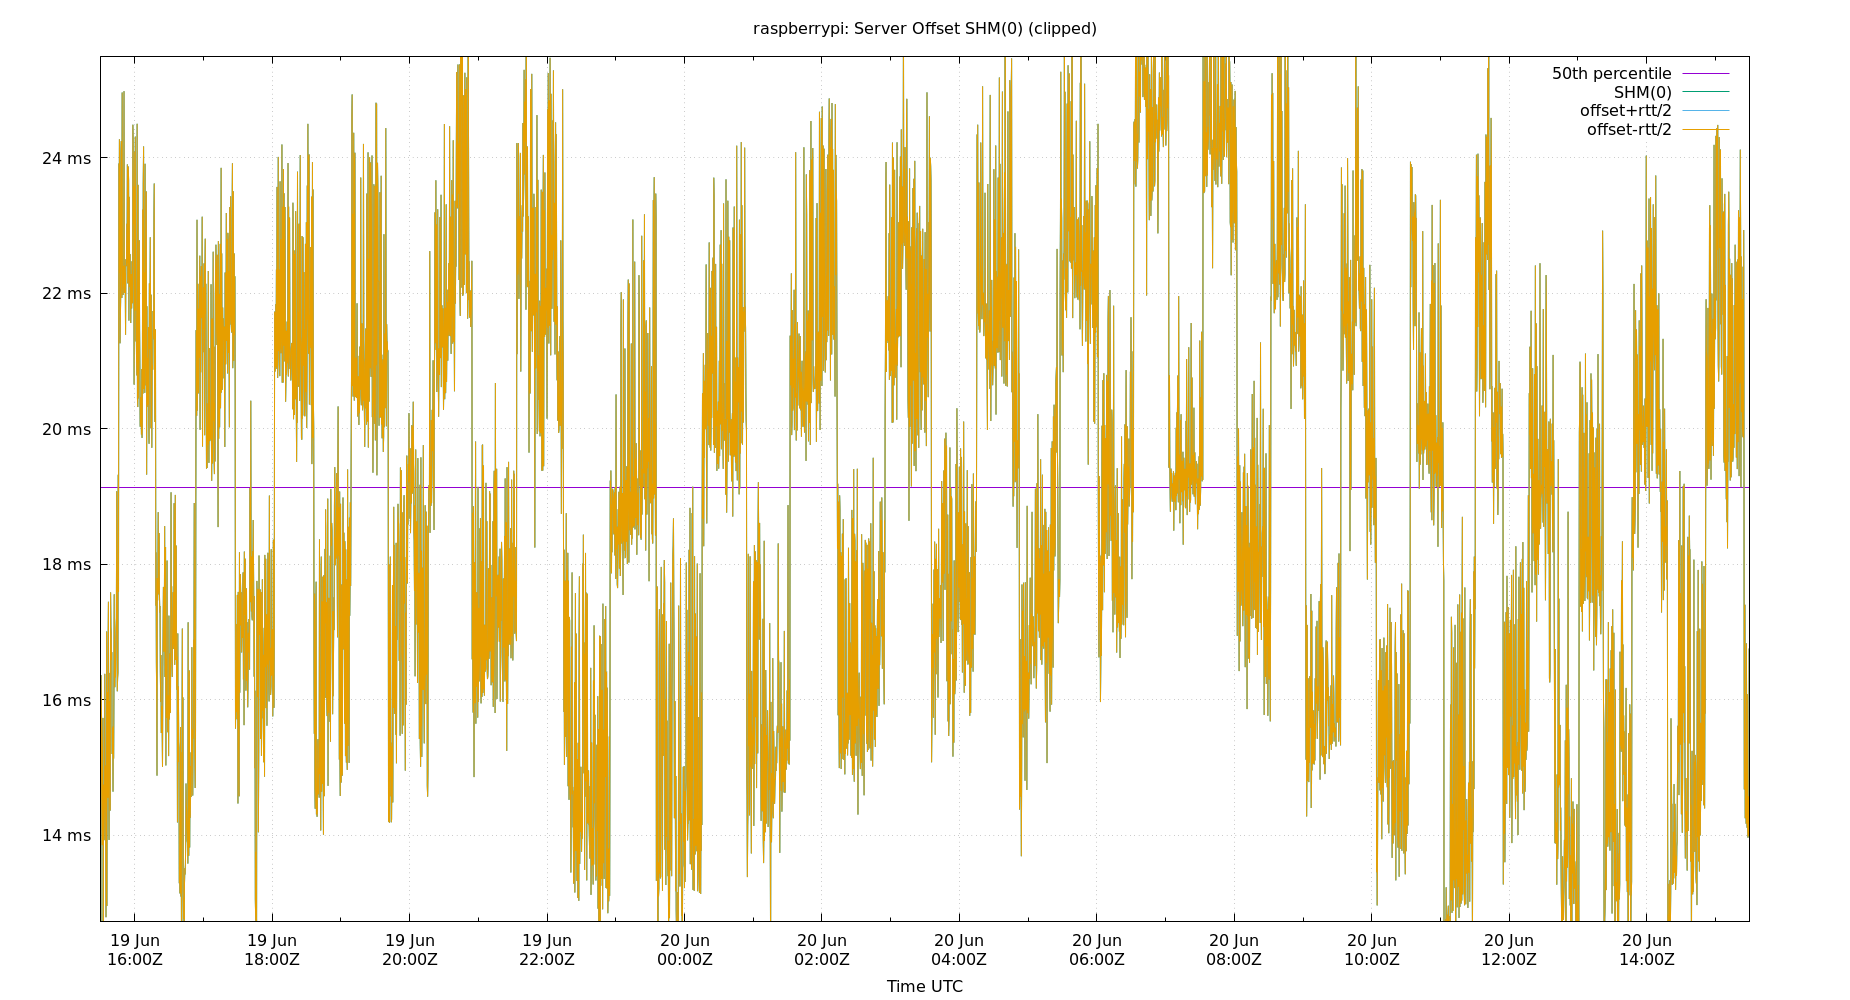 raspberrypi: Server Offset SHM(0) (clipped)
50th percentile
SHM(0)
offset+rtt/2
offset-rtt/2
24 ms
22 ms
20 ms
18 ms
16 ms
14 ms
19 Jun 19 Jun 19 Jun 19 Jun 20 Jun 20 Jun 20 Jun 20 Jun 20 Jun 20 Jun 20 Jun 20 Jun
16:00Z 18:00Z 20:00Z 22:00Z 00:00Z 02:00Z 04:00Z 06:00Z 08:00Z 10:00Z 12:00Z 14:00Z
Time UTC